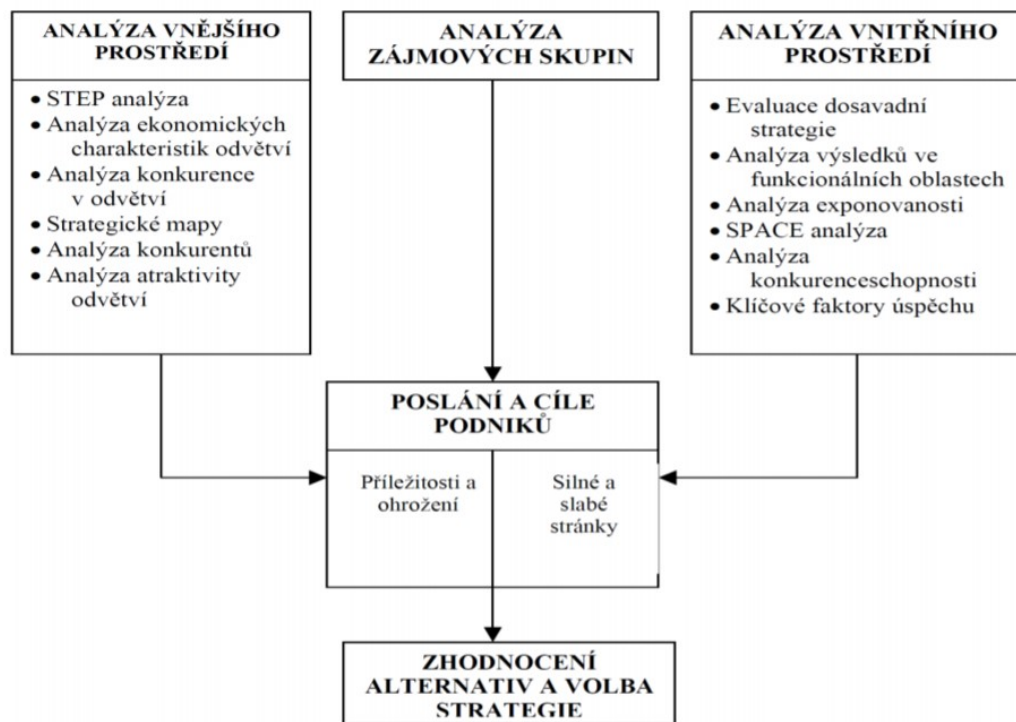 ANALÝZA VNĚJŠÍHO
PROSTŘEDÍ
• STEP analýza
• Analýza ekonomických
charakteristik odvětví
• Analýza konkurence
v odvětví
• Strategické mapy
• Analýza konkurentů
• Analýza atraktivity
odvětví
ANALÝZA
ZÁJMOVÝCH SKUPIN
ANALÝZA VNITŘNÍHO
PROSTŘEDÍ
• Evaluace dosavadní
strategie
• Analýza výsledků ve
funkcionálních oblastech
• Analýza exponovanosti
• SPACE analýza
• Analýza
konkurenceschopnosti
• Klíčové faktory úspěchu
POSLÁNÍ A CÍLE
PODNIKŮ
Příležitosti a
ohrožení
Silné a
slabé
stránky
ZHODNOCENÍ
ALTERNATIV A VOLBA
STRATEGIE